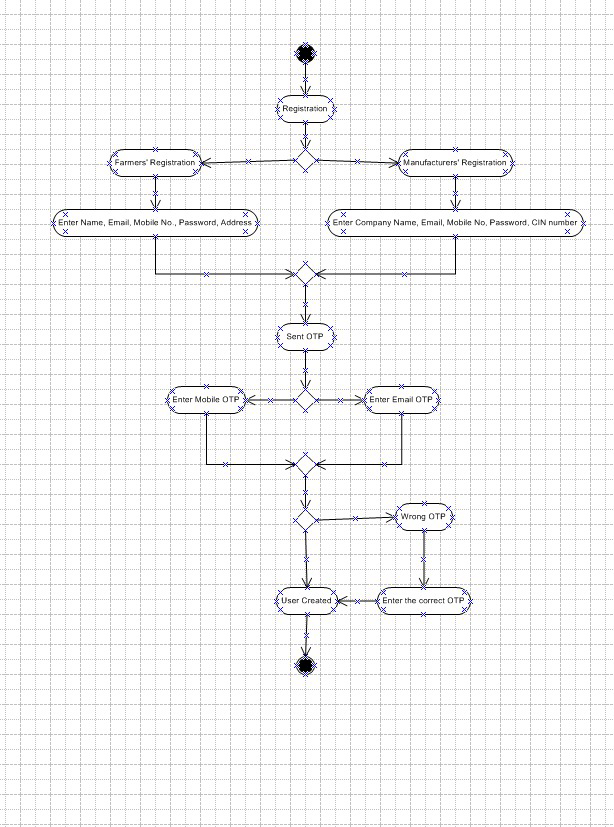 Registration
Farmers' Registration
Manufacturers' Registration
Enter Name, Email, Mobile No., Password, Address
Enter Company Name, Email, Mobile No, Password, CIN number
Sent OTP
Enter Mobile OTP
Enter Email OTP
Wrong OTP
User Created
Enter the correct OTP